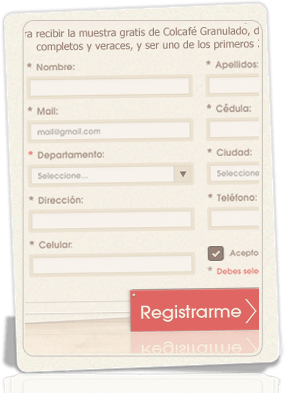 ra recibir la muestra gratis de Colcafé Granulado, d
completos y veraces, y ser uno de los primeros
* Nombre: * Apellidos:
* Mail: * Cédula:
mail@gmail.com
* Departamento: * Ciudad:
Seleccione... Seleccione
* Dirección: * Teléfono:
* Celular:
Acepto
* Debes sele
Registrarme